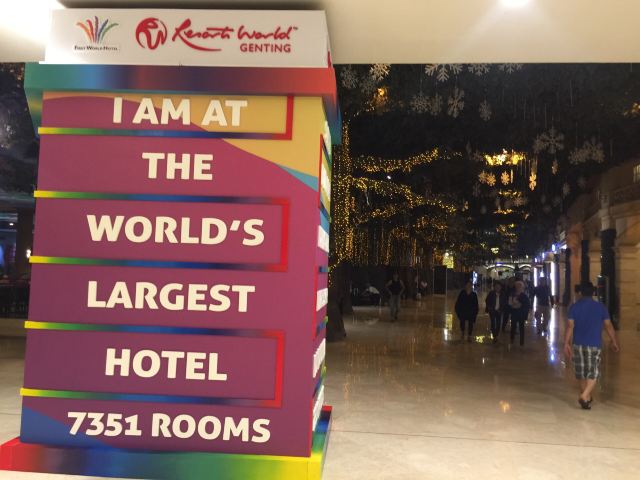 FIRST WORLD HOTEL
Resorts World
GENTING
I AM AT
THE
WORLD'S
LARGEST
HOTEL
7351 ROOMS